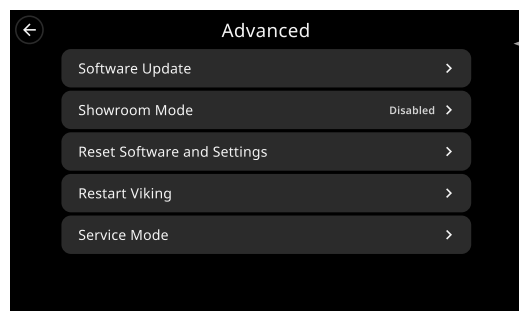 Advanced
Software Update
Showroom Mode Disabled
Reset Software and Settings
Restart Viking
Service Mode